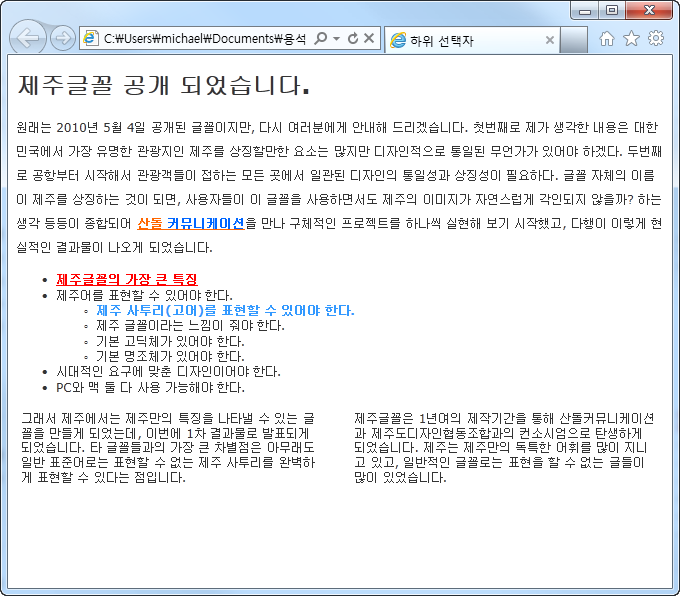 C:₩Users₩michael₩Documents₩용석
하위 선택자
제주글꼴 공개 되었습니다.
원래는 2010년 5월 4일 공개된 글꼴이지만, 다시 여러분에게 안내해 드리겠습니다. 첫번째로 제가 생각한 내용은 대한
민국에서 가장 유명한 관광지인 제주를 상징할만한 요소는 많지만 디자인적으로 통일된 무언가가 있어야 하겠다. 두번째
로 공항부터 시작해서 관광객들이 접하는 모든 곳에서 일관된 디자인의 통일성과 상징성이 필요하다. 글꼴 자체의 이름
이 제주를 상징하는 것이 되면, 사용자들이 이 글꼴을 사용하면서도 제주의 이미지가 자연스럽게 각인되지 않을까? 하는
생각 등등이 종합되어 산돌 커뮤니케이션을 만나 구체적인 프로젝트를 하나씩 실현해 보기 시작했고, 다행이 이렇게 현
실적인 결과물이 나오게 되었습니다.
• 제주글꼴의 가장 큰 특징
• 제주어를 표현할 수 있어야 한다.
◦ 제주 사투리(고어)를 표현할 수 있어야 한다.
◦ 제주 글꼴이라는 느낌이 줘야 한다.
◦ 기본 고딕체가 있어야 한다.
◦ 기본 명조체가 있어야 한다.
• 시대적인 요구에 맞춘 디자인이어야 한다.
• PC와 맥 둘 다 사용 가능해야 한다.
그래서 제주에서는 제주만의 특징을 나타낼 수 있는 글
꼴을 만들게 되었는데, 이번에 1차 결과물로 발표되게
되었습니다. 타 글꼴들과의 가장 큰 차별점은 아무래도
일반 표준어로는 표현할 수 없는 제주 사투리를 완벽하
게 표현할 수 있다는 점입니다.
제주글꼴은 1년여의 제작기간을 통해 산돌커뮤니케이션
과 제주도디자인협동조합과의 컨소시엄으로 탄생하게
되었습니다. 제주는 제주만의 독특한 어휘를 많이 지니
고 있고, 일반적인 글꼴로는 표현을 할 수 없는 글들이
많이 있었습니다.